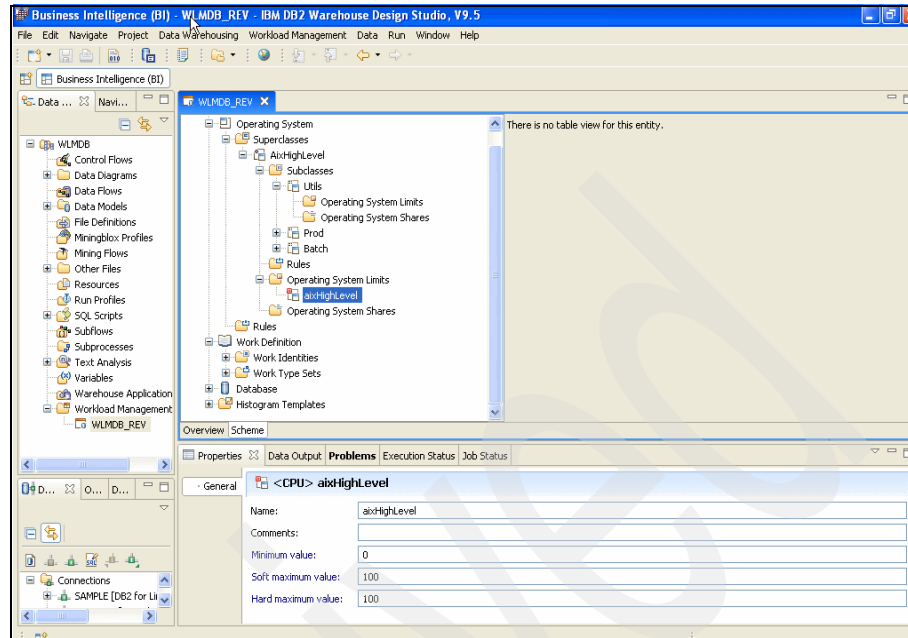 Business Intelligence (BI) - WLMDB_REV - IBM DB2 Warehouse Design Studio, V9.5
File Edit Navigate Project Data Warehousing Workload Management Data Run Window Help
Business Intelligence (BI)
Data ... Navi...
WLMDB
Control Flows
Data Diagrams
Data Flows
Data Models
File Definitions
Miningblox Profiles
Mining Flows
Other Files
Resources
Run Profiles
SQL Scripts
Subflows
Subprocesses
Text Analysis
Variables
Warehouse Application
Workload Management
WLMDB_REV
WLMDB_REV
Operating System
Superclasses
AixHighLevel
Subclasses
Utils
Operating System Limits
Operating System Shares
Prod
Batch
Rules
Operating System Limits
aixHighLevel
Operating System Shares
Rules
Work Definition
Work Identities
Work Type Sets
Database
Histogram Templates
Overview Scheme
There is no table view for this entity.
D... O... D...
Connections
SAMPLE [DB2 for Li
Properties Data Output Problems Execution Status Job Status
General
<CPU> aixHighLevel
Name: aixHighLevel
Comments:
Minimum value: 0
Soft maximum value: 100
Hard maximum value: 100